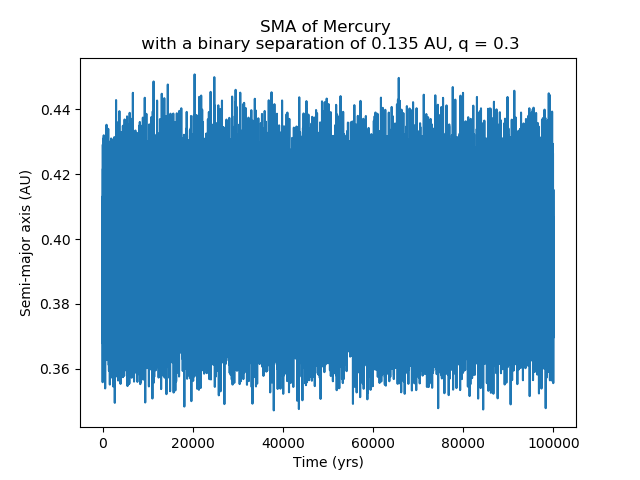 SMA of Mercury
with a binary separation of 0.135 AU, q = 0.3
Semi-major axis (AU)
0.44
0.42
0.40
0.38
0.36
0 20000 40000 60000 80000 100000
Time (yrs)